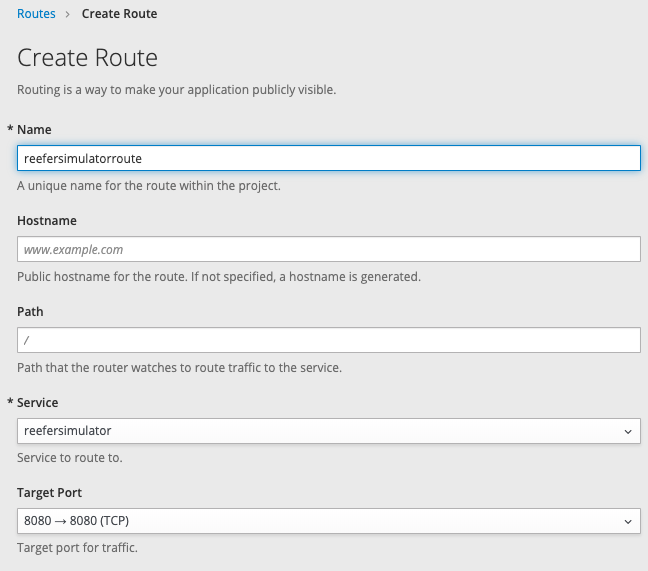 Routes > Create Route
Create Route
Routing is a way to make your application publicly visible.
* Name
reefersimulatorroute
A unique name for the route within the project.
Hostname
www.example.com
Public hostname for the route. If not specified, a hostname is generated.
Path
/
Path that the router watches to route traffic to the service.
* Service
reefersimulator
Service to route to.
Target Port
8080 → 8080 (TCP)
Target port for traffic.